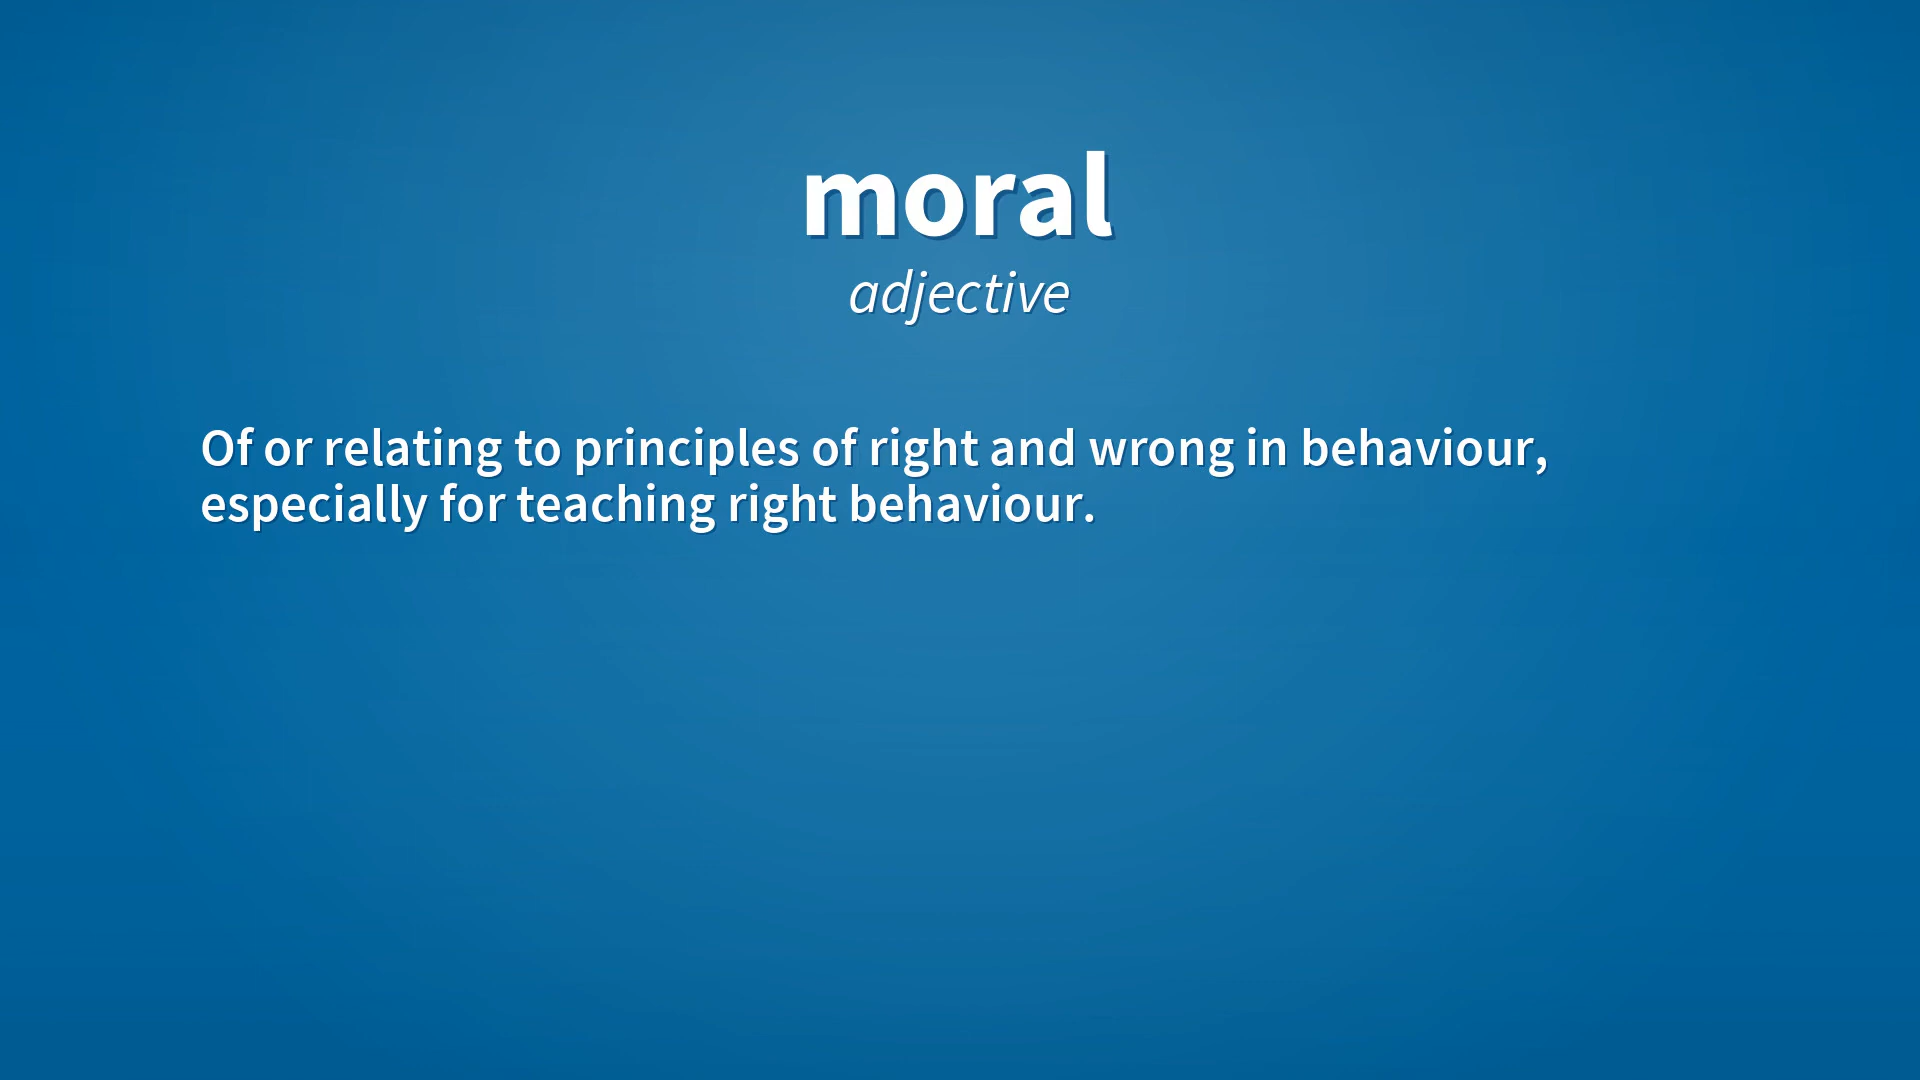 moral
adjective
Of or relating to principles of right and wrong in behaviour,
especially for teaching right behaviour.